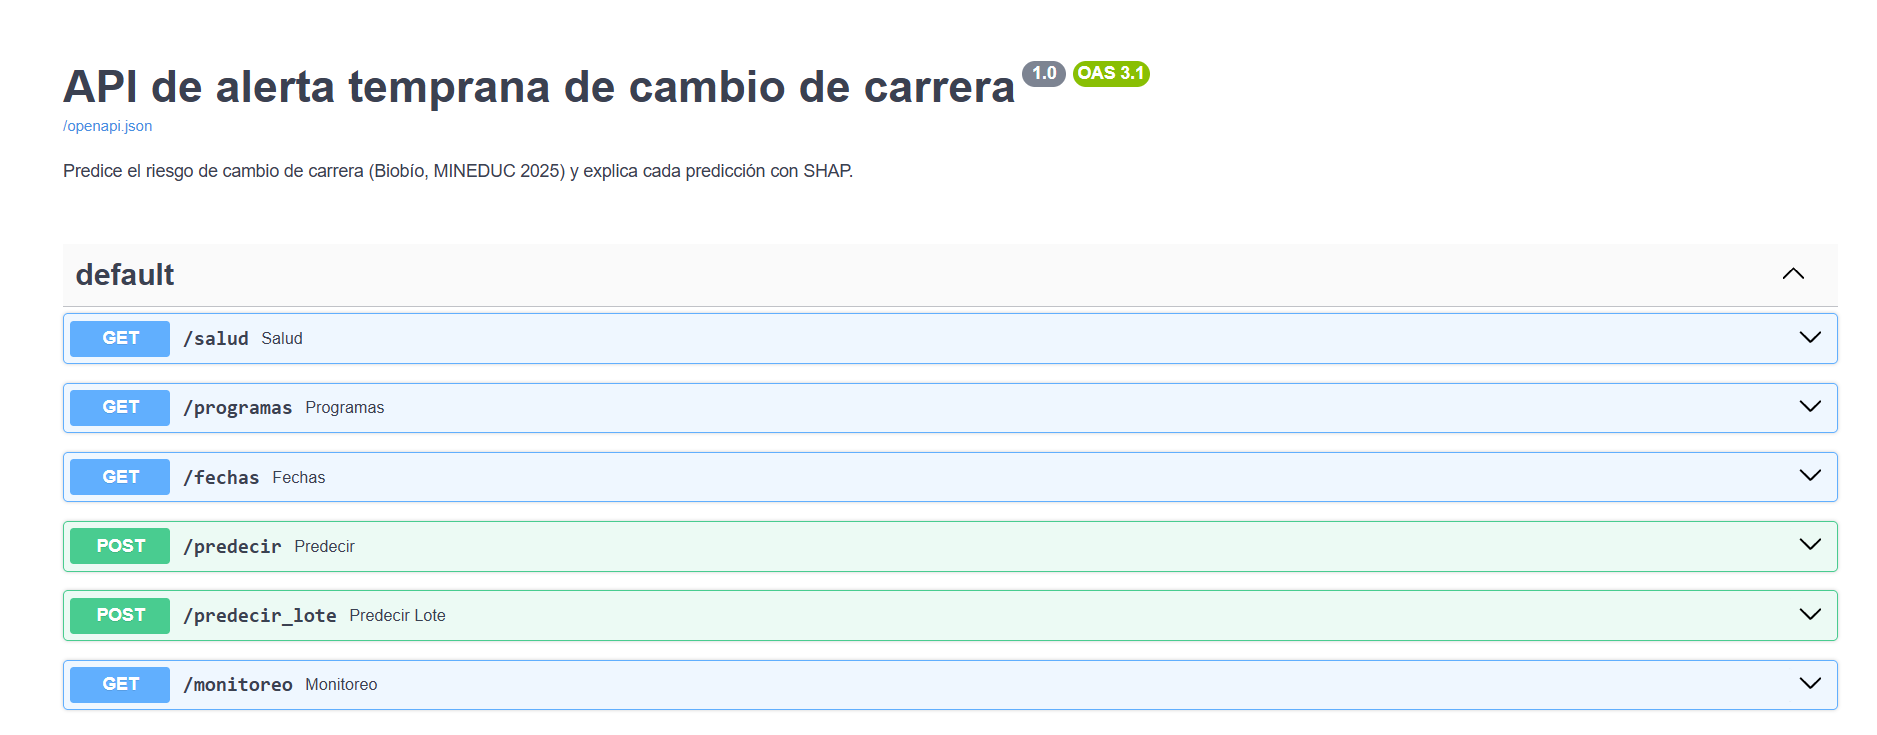 API de alerta temprana de cambio de carrera 1.0 OAS 3.1
/openapi.json
Predice el riesgo de cambio de carrera (Biobío, MINEDUC 2025) y explica cada predicción con SHAP.
default
GET /salud Salud
GET /programas Programas
GET /fechas Fechas
POST /predecir Predecir
POST /predecir_lote Predecir Lote
GET /monitoreo Monitoreo